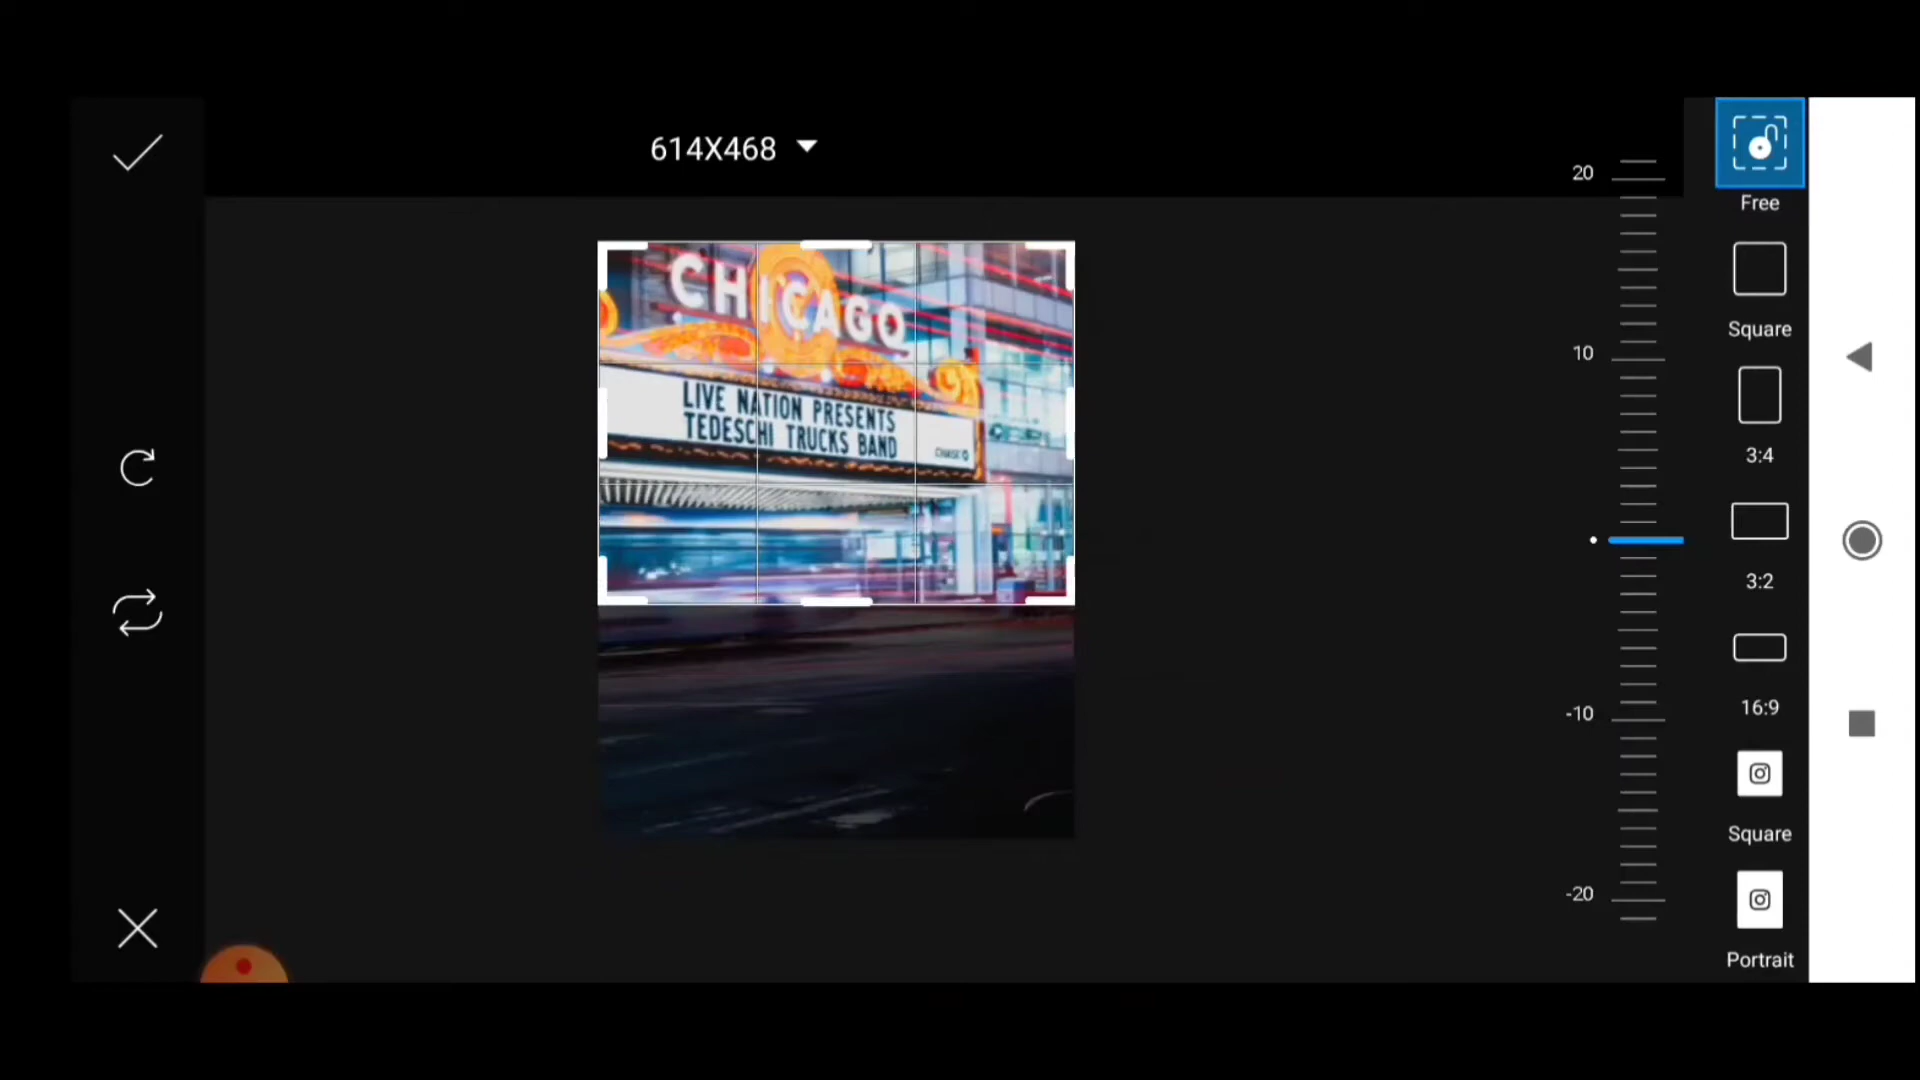 614X468
20
10
-10
-20
Free
Square
3:4
3:2
16:9
Square
Portrait
CHICAGO
LIVE NATION PRESENTS
TEDESCHI TRUCKS BAND
CHASE